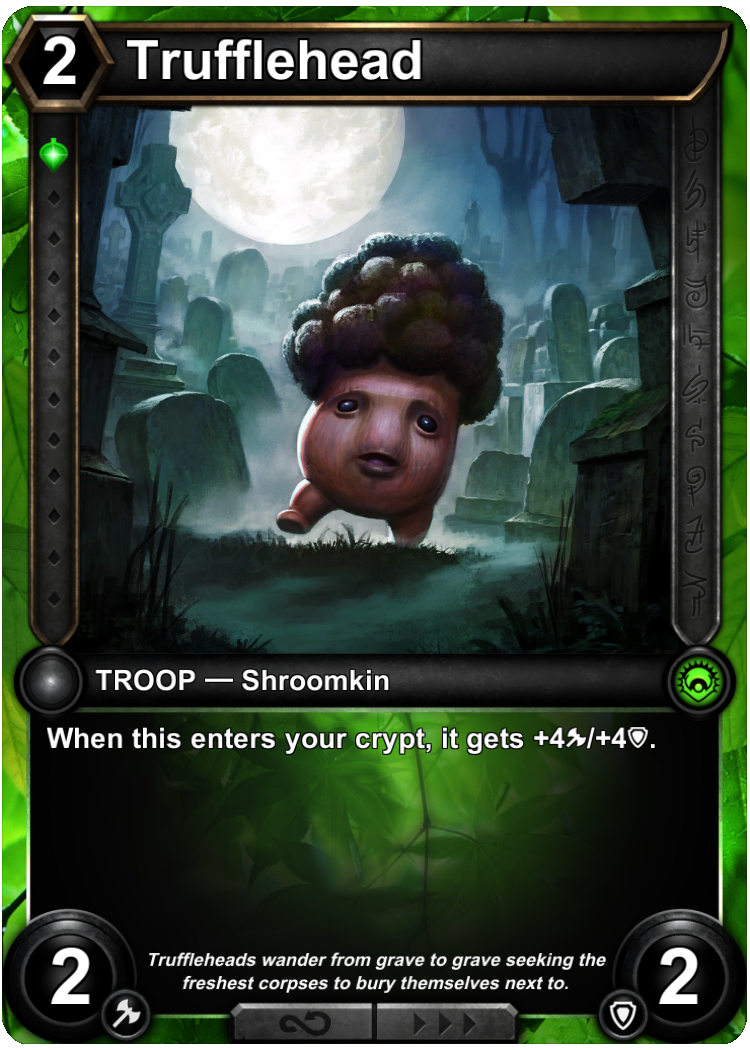 2
Trufflehead
TROOP — Shroomkin
When this enters your crypt, it gets +4/+4.
Truffleheads wander from grave to grave seeking the
freshest corpses to bury themselves next to.
2
2